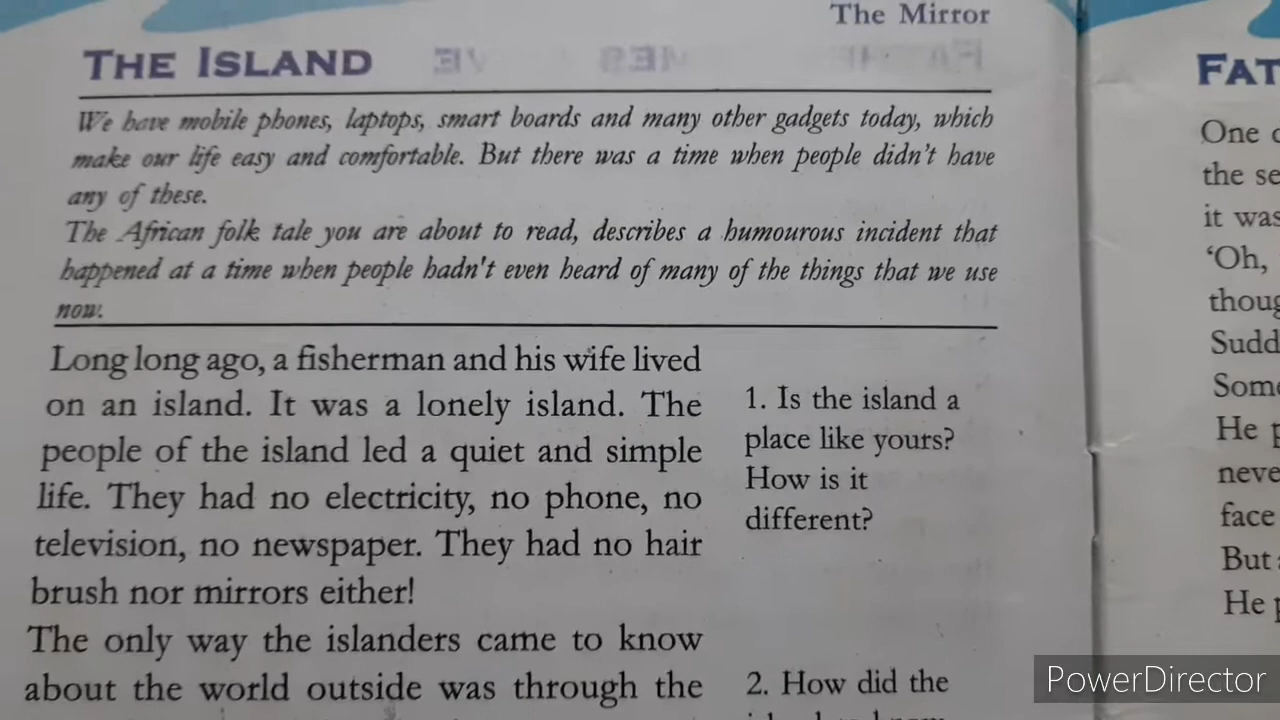 The Mirror
THE ISLAND
We have mobile phones, laptops, smart boards and many other gadgets today, which
make our life easy and comfortable. But there was a time when people didn't have
any of these.
The African folk tale you are about to read, describes a humourous incident that
happened at a time when people hadn't even heard of many of the things that we use
now.
Long long ago, a fisherman and his wife lived
on an island. It was a lonely island. The
people of the island led a quiet and simple
life. They had no electricity, no phone, no
television, no newspaper. They had no hair
brush nor mirrors either!
The only way the islanders came to know
about the world outside was through the
1. Is the island a
place like yours?
How is it
different?
2. How did the
FAT
One
the se
it was
‘Oh,
thoug
Sudd
Some
He p
neve
face
But
He p
PowerDirector